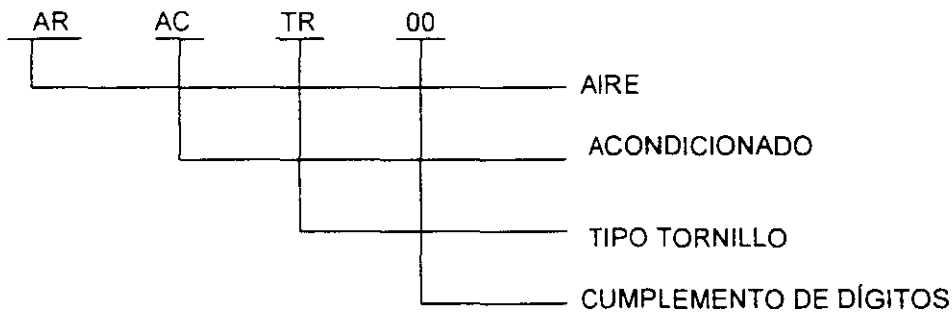 AR AC TR 00
AIRE
ACONDICIONADO
TIPO TORNILLO
CUMPLEMENTO DE DÍGITOS